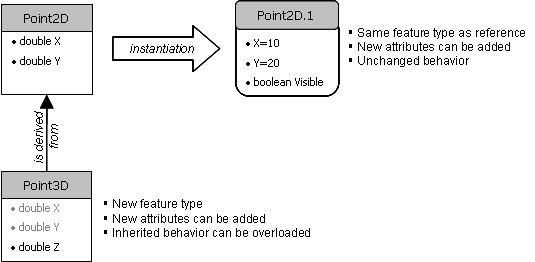 Point2D
▪ double X
▪ double Y
instantiation
Point2D.1
▪ X=10
▪ Y=20
▪ boolean Visible
▪ Same feature type as reference
▪ New attributes can be added
▪ Unchanged behavior
is derived
from
Point3D
▪ double X
▪ double Y
▪ double Z
▪ New feature type
▪ New attributes can be added
▪ Inherited behavior can be overloaded